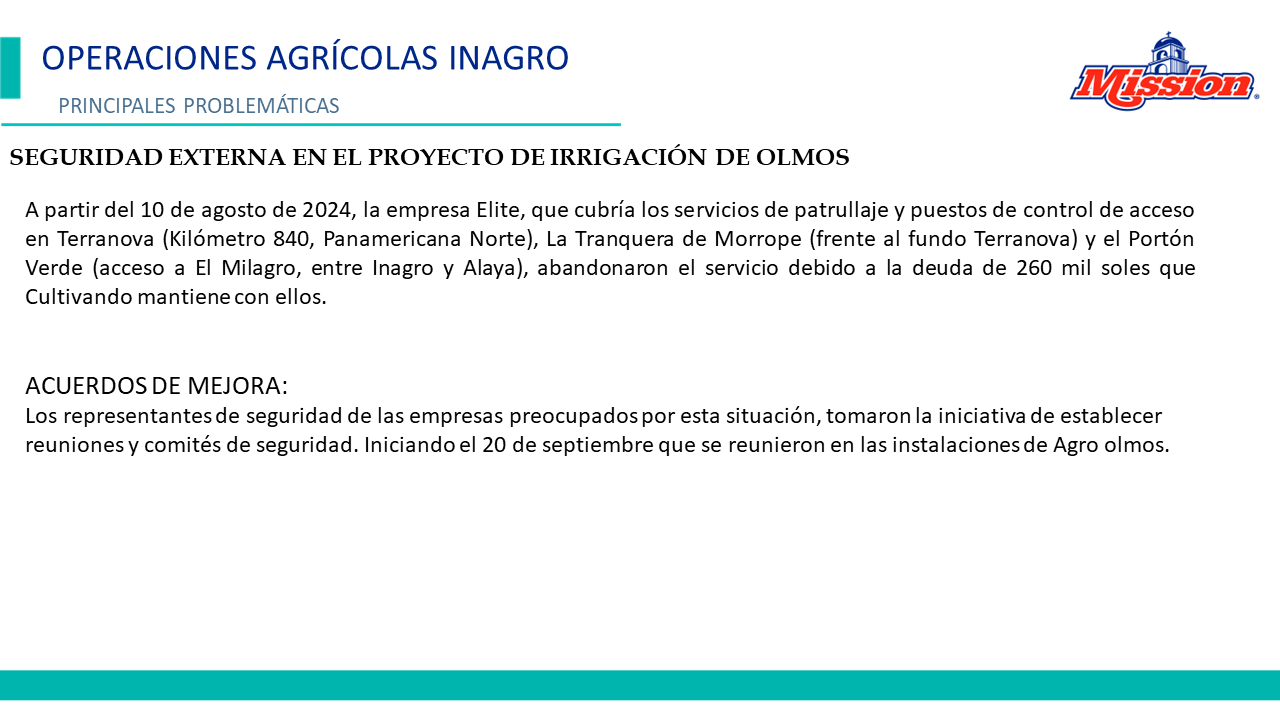 OPERACIONES AGRÍCOLAS INAGRO
Mission®
PRINCIPALES PROBLEMÁTICAS
SEGURIDAD EXTERNA EN EL PROYECTO DE IRRIGACIÓN DE OLMOS
A partir del 10 de agosto de 2024, la empresa Elite, que cubría los servicios de patrullaje y puestos de control de acceso
en Terranova (Kilómetro 840, Panamericana Norte), La Tranquera de Morrope (frente al fundo Terranova) y el Portón
Verde (acceso a El Milagro, entre Inagro y Alaya), abandonaron el servicio debido a la deuda de 260 mil soles que
Cultivando mantiene con ellos.
ACUERDOS DE MEJORA:
Los representantes de seguridad de las empresas preocupados por esta situación, tomaron la iniciativa de establecer
reuniones y comités de seguridad. Iniciando el 20 de septiembre que se reunieron en las instalaciones de Agro olmos.